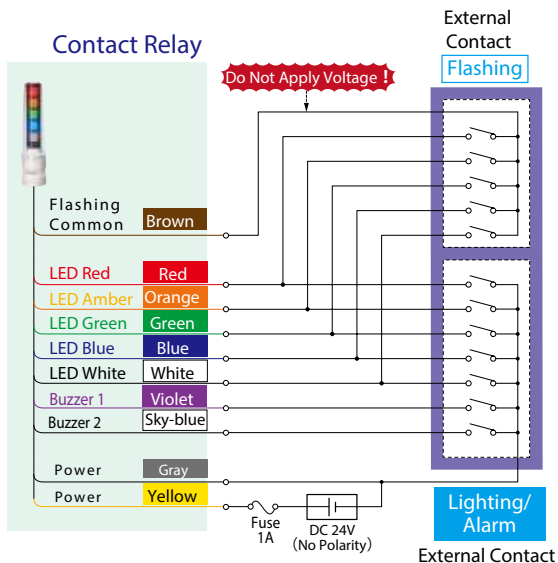 External
Contact
Flashing
Contact Relay
Do Not Apply Voltage !
Flashing
Common Brown
LED Red Red
LED Amber Orange
LED Green Green
LED Blue Blue
LED White White
Buzzer 1 Violet
Buzzer 2 Sky-blue
Power Gray
Power Yellow
Fuse
1A
DC 24V
(No Polarity)
Lighting/
Alarm
External Contact